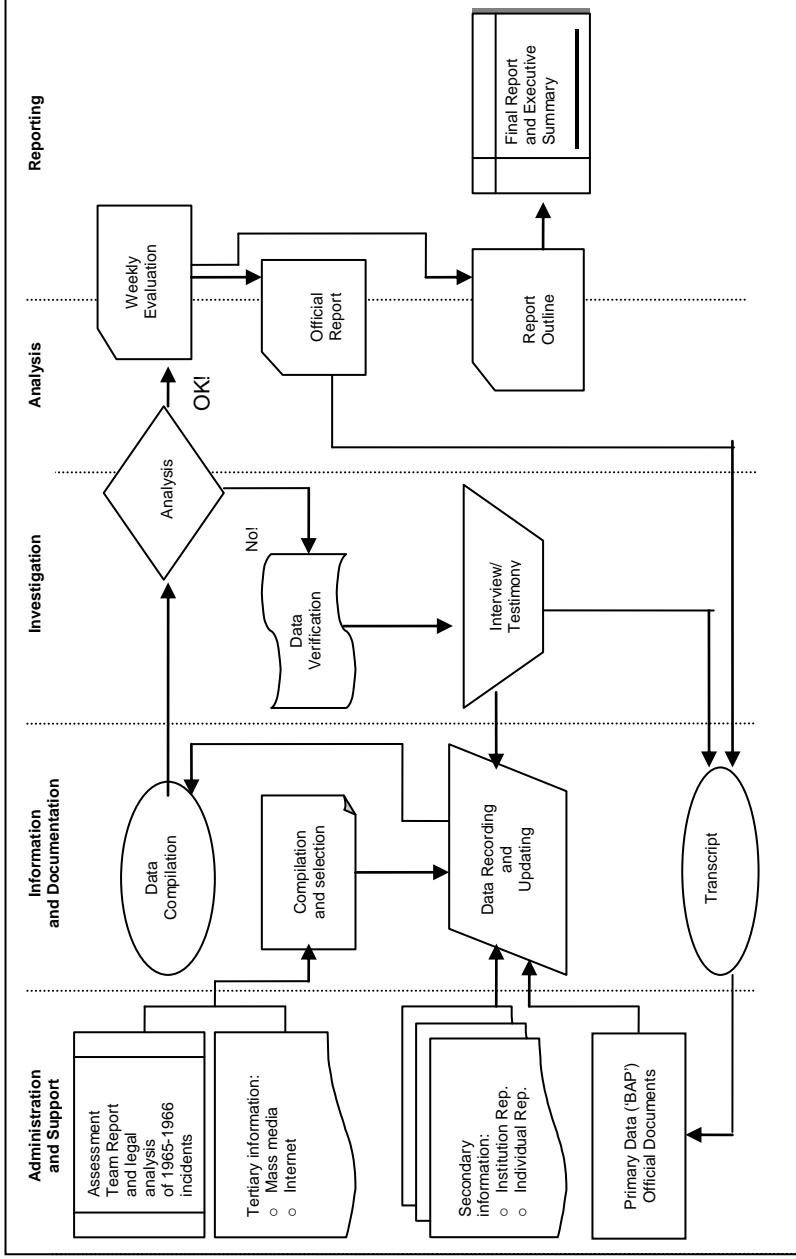 Administration
and Support
Information
and Documentation
Investigation
Analysis
Reporting
Assessment
Team Report
and legal
analysis
of 1965-1966
incidents
Tertiary information:
○ Mass media
○ Internet
Secondary
information:
○ Institution Rep.
○ Individual Rep.
Primary Data ('BAP')
Official Documents
Data
Compilation
Compilation
and selection
Data Recording
and
Updating
Transcript
Analysis
No!
Data
Verification
Interview/
Testimony
OK!
Weekly
Evaluation
Official
Report
Report
Outline
Final Report
and Executive
Summary